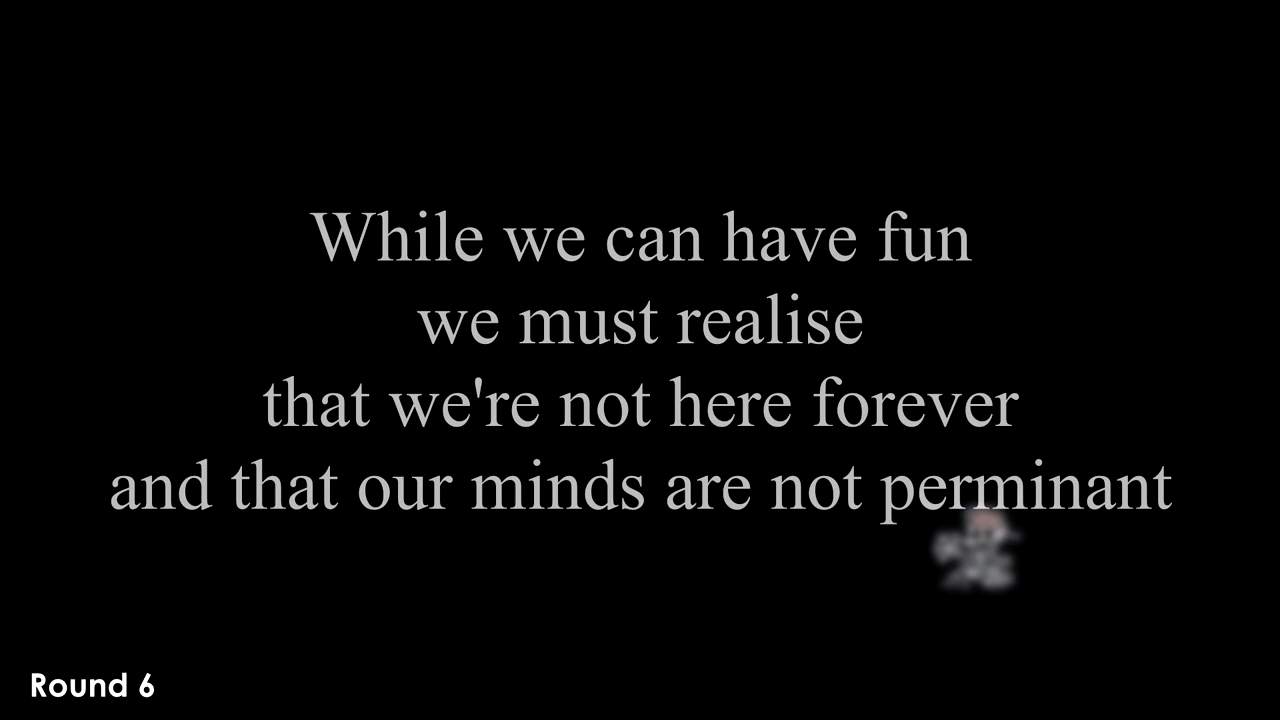 While we can have fun
we must realise
that we're not here forever
and that our minds are not perminant
Round 6